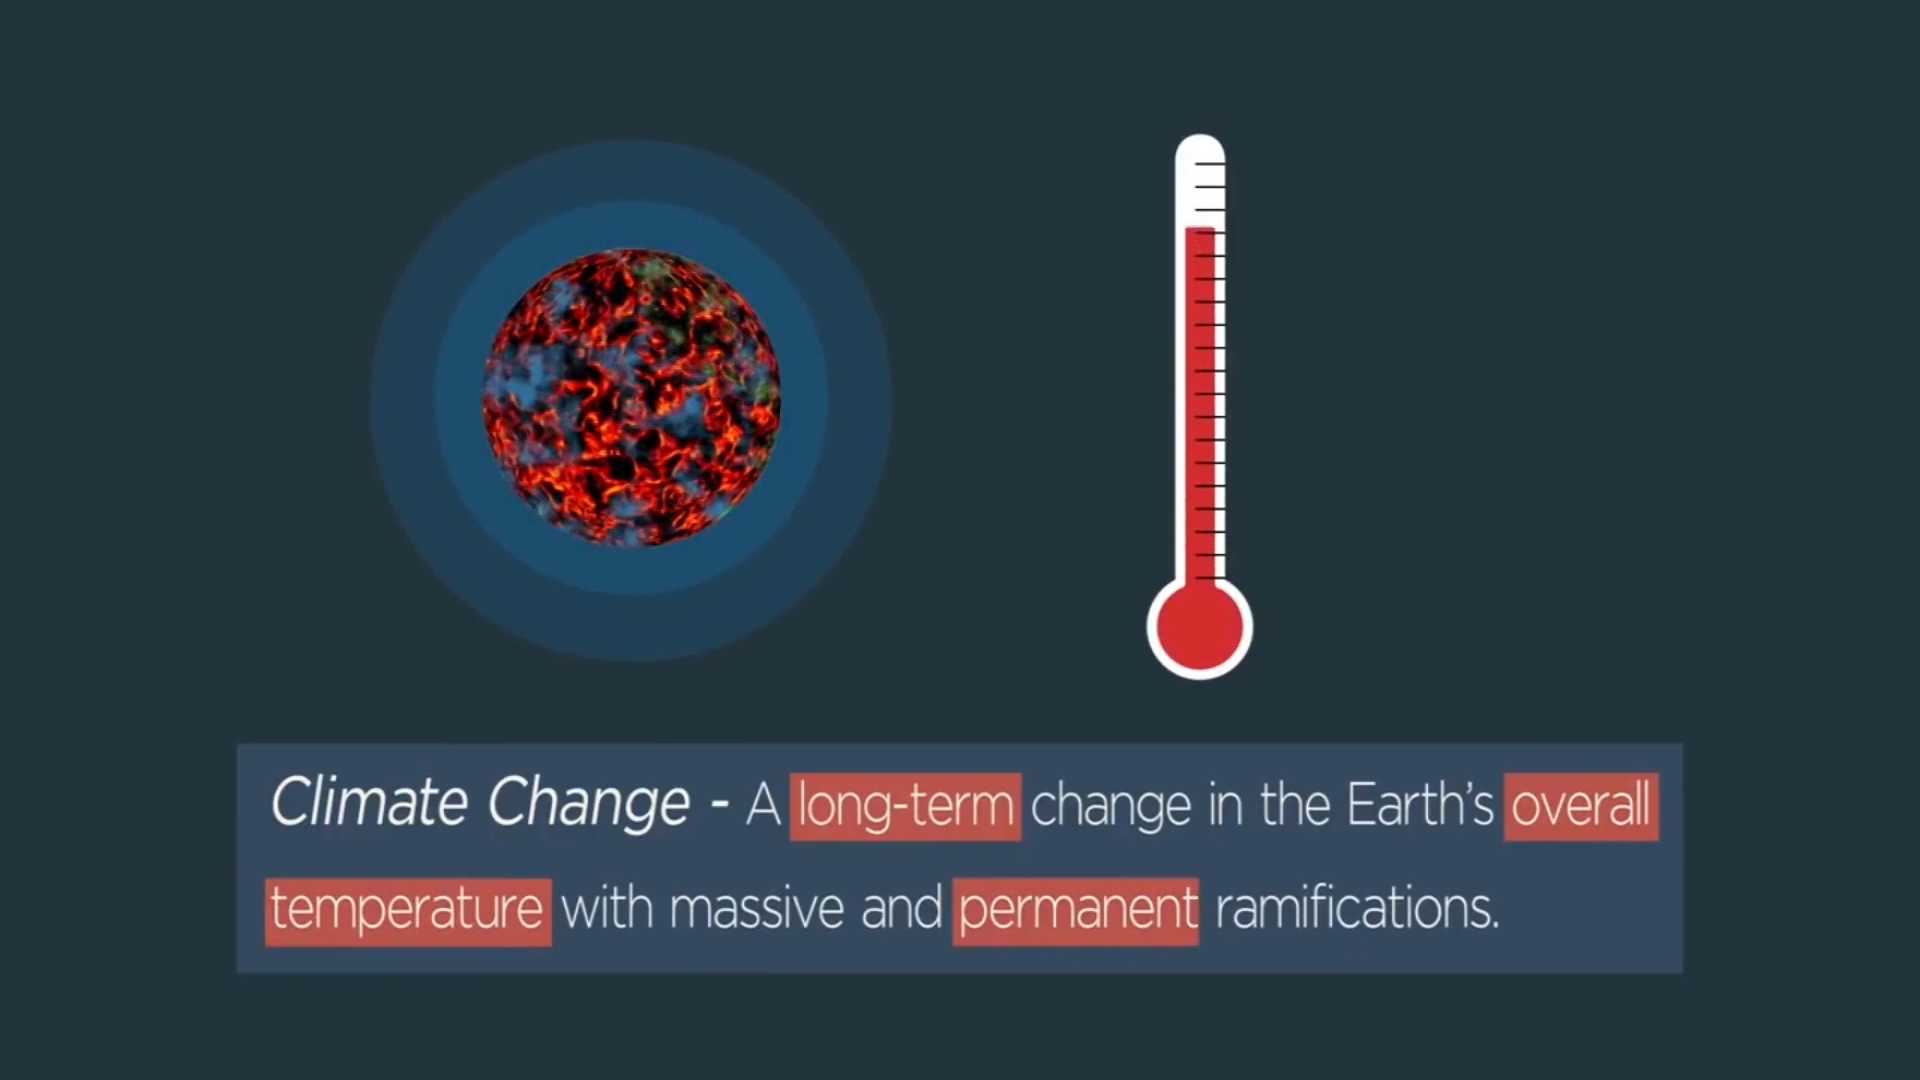 Climate Change - A long-term change in the Earth’s overall
temperature with massive and permanent ramifications.